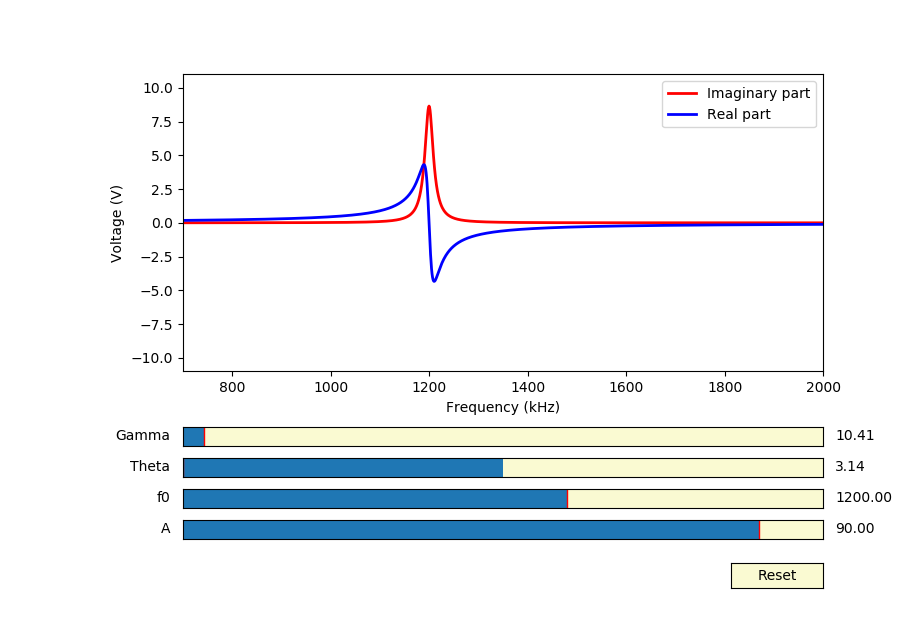 10.0
7.5
5.0
2.5
0.0
−2.5
−5.0
−7.5
−10.0
Voltage (V)
Imaginary part
Real part
800 1000 1200 1400 1600 1800 2000
Frequency (kHz)
Gamma 10.41
Theta 3.14
f0 1200.00
A 90.00
Reset